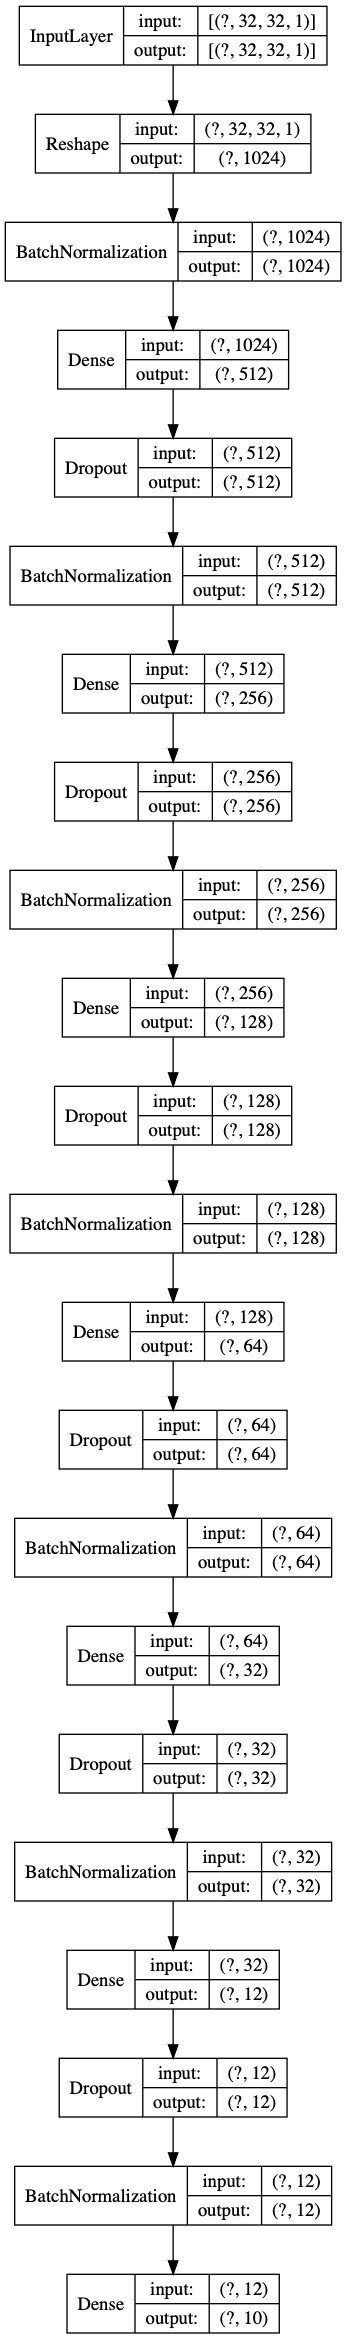 InputLayer input: [(?, 32, 32, 1)]
output: [(?, 32, 32, 1)]
Reshape input: (?, 32, 32, 1)
output: (?, 1024)
BatchNormalization input: (?, 1024)
output: (?, 1024)
Dense input: (?, 1024)
output: (?, 512)
Dropout input: (?, 512)
output: (?, 512)
BatchNormalization input: (?, 512)
output: (?, 512)
Dense input: (?, 512)
output: (?, 256)
Dropout input: (?, 256)
output: (?, 256)
BatchNormalization input: (?, 256)
output: (?, 256)
Dense input: (?, 256)
output: (?, 128)
Dropout input: (?, 128)
output: (?, 128)
BatchNormalization input: (?, 128)
output: (?, 128)
Dense input: (?, 128)
output: (?, 64)
Dropout input: (?, 64)
output: (?, 64)
BatchNormalization input: (?, 64)
output: (?, 64)
Dense input: (?, 64)
output: (?, 32)
Dropout input: (?, 32)
output: (?, 32)
BatchNormalization input: (?, 32)
output: (?, 32)
Dense input: (?, 32)
output: (?, 12)
Dropout input: (?, 12)
output: (?, 12)
BatchNormalization input: (?, 12)
output: (?, 12)
Dense input: (?, 12)
output: (?, 10)